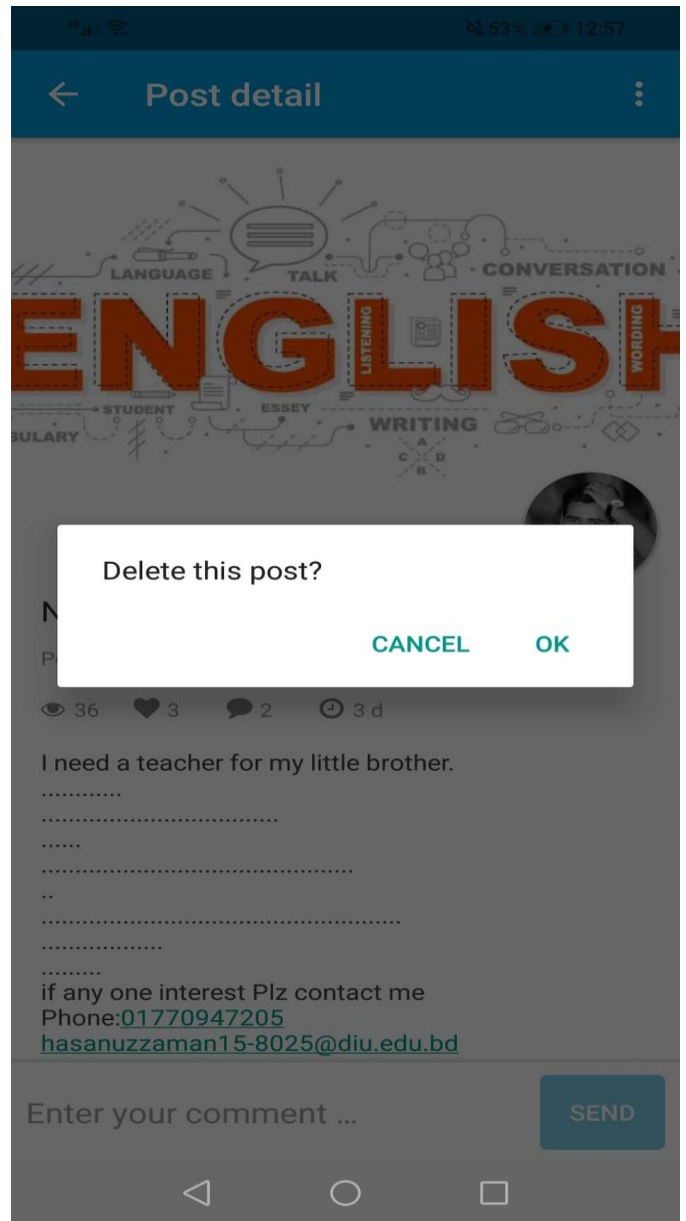 53% 12:57
Post detail
LANGUAGE
TALK
CONVERSATION
ENGLISH
LISTENING
WORDING
STUDENT
ESSEY
WRITING
BULARY
A
C D
B
Delete this post?
CANCEL OK
N
P
36 3 2 3 d
I need a teacher for my little brother.
............
...................................
......
..............................................
..
.....................................................
..................
.........
if any one interest Plz contact me
Phone:01770947205
hasanuzzaman15-8025@diu.edu.bd
Enter your comment ...
SEND